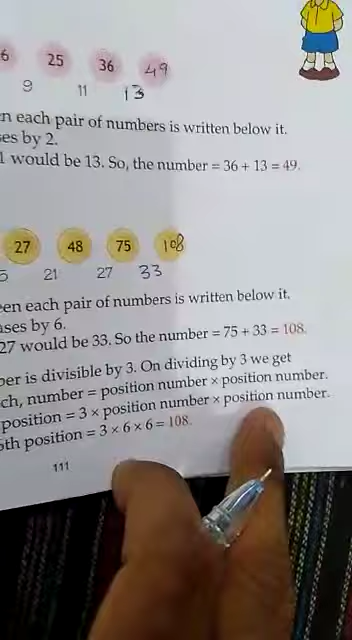 6 25 36 49
9 11 13
n each pair of numbers is written below it.
ses by 2.
1 would be 13. So, the number = 36 + 13 = 49.
27 48 75 108
5 21 27 33
een each pair of numbers is written below it.
ases by 6.
27 would be 33. So the number = 75 + 33 = 108.
ber is divisible by 3. On dividing by 3 we get
ch, number = position number × position number.
position = 3 × position number × position number.
6th position = 3 × 6 × 6 = 108.
111